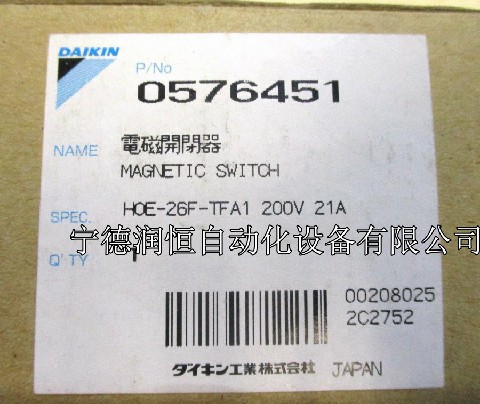 DAIKIN
P/No
0576451
NAME 電磁開閉器
MAGNETIC SWITCH
SPEC. HOE-26F-TFA1 200V 21A
宁德润恒自动化设备有限公司
Q'TY 1
00208025
2C2752
ダイキン工業株式会社 JAPAN